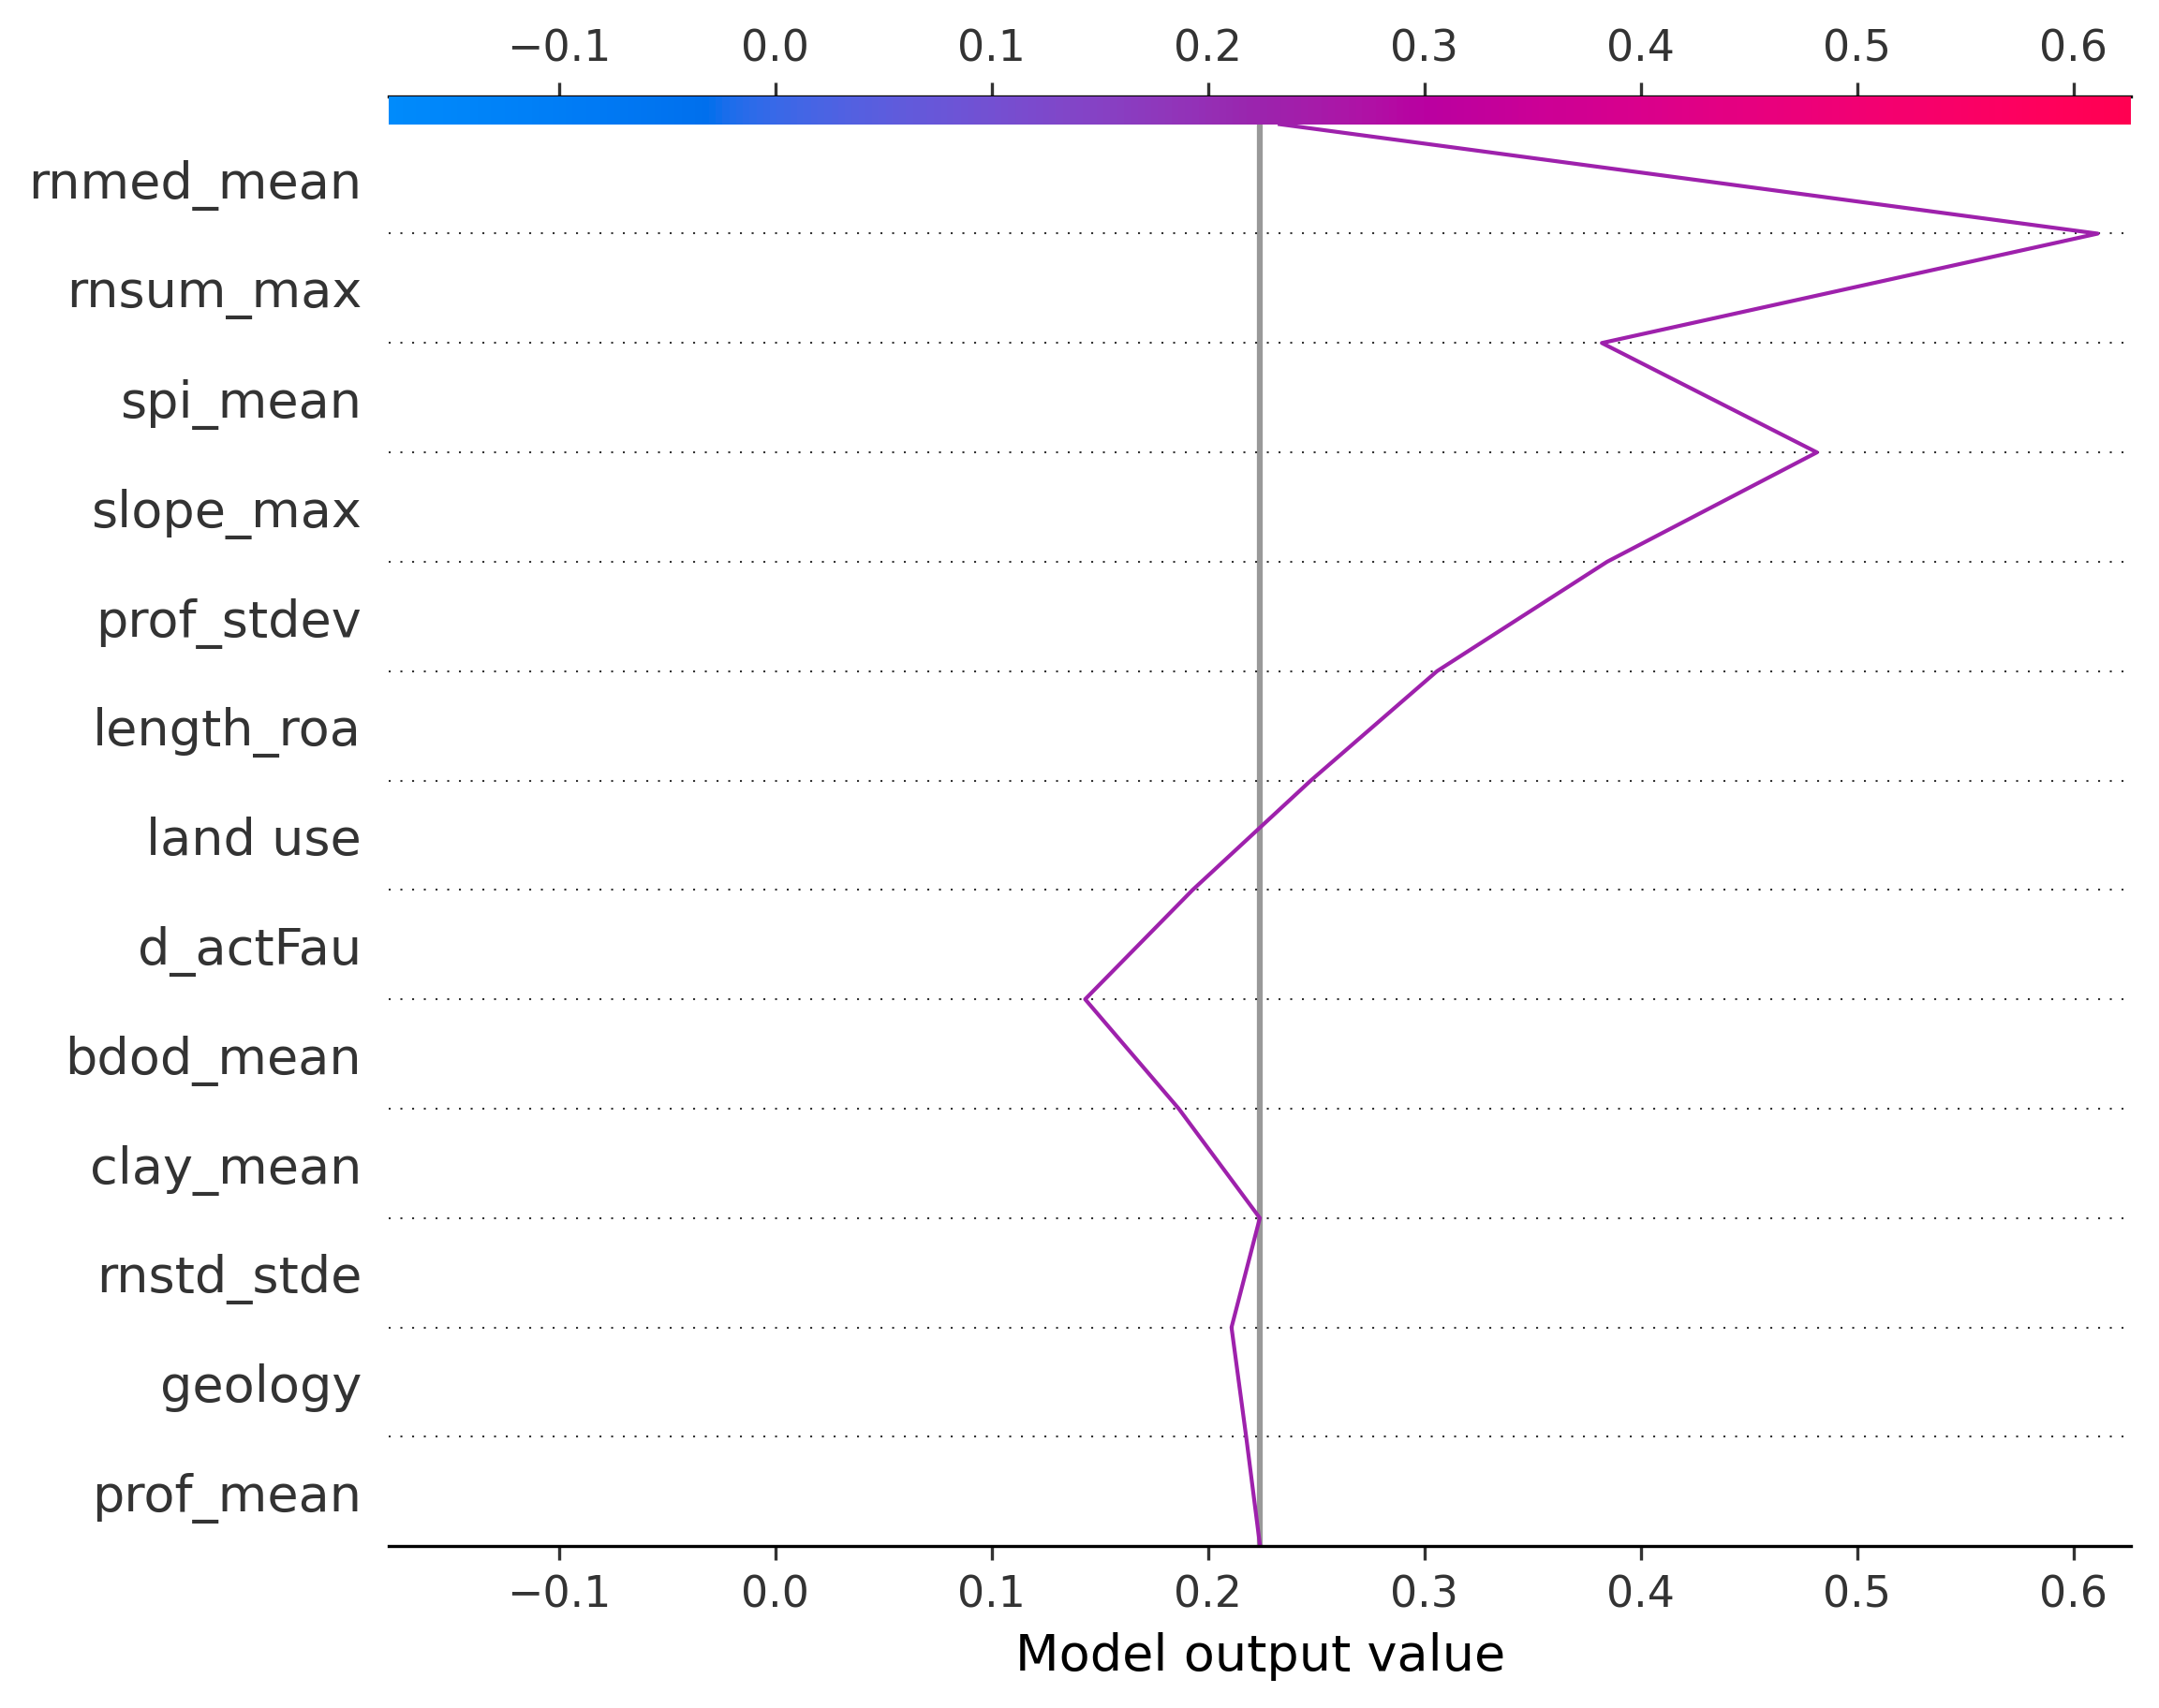 −0.1 0.0 0.1 0.2 0.3 0.4 0.5 0.6
rnmed_mean
rnsum_max
spi_mean
slope_max
prof_stdev
length_roa
land use
d_actFau
bdod_mean
clay_mean
rnstd_stde
geology
prof_mean
−0.1 0.0 0.1 0.2 0.3 0.4 0.5 0.6
Model output value